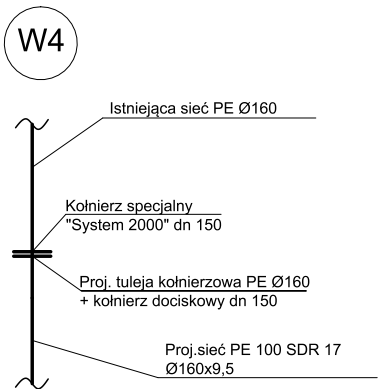 W4
Istniejąca sieć PE Ø160
Kołnierz specjalny
"System 2000" dn 150
Proj. tuleja kołnierzowa PE Ø160
+ kołnierz dociskowy dn 150
Proj.sieć PE 100 SDR 17
Ø160x9,5